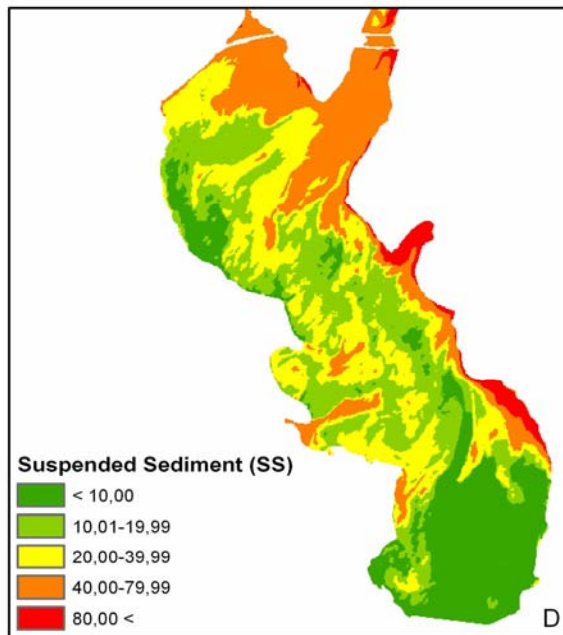 Suspended Sediment (SS)
< 10,00
10,01-19,99
20,00-39,99
40,00-79,99
80,00 <
D